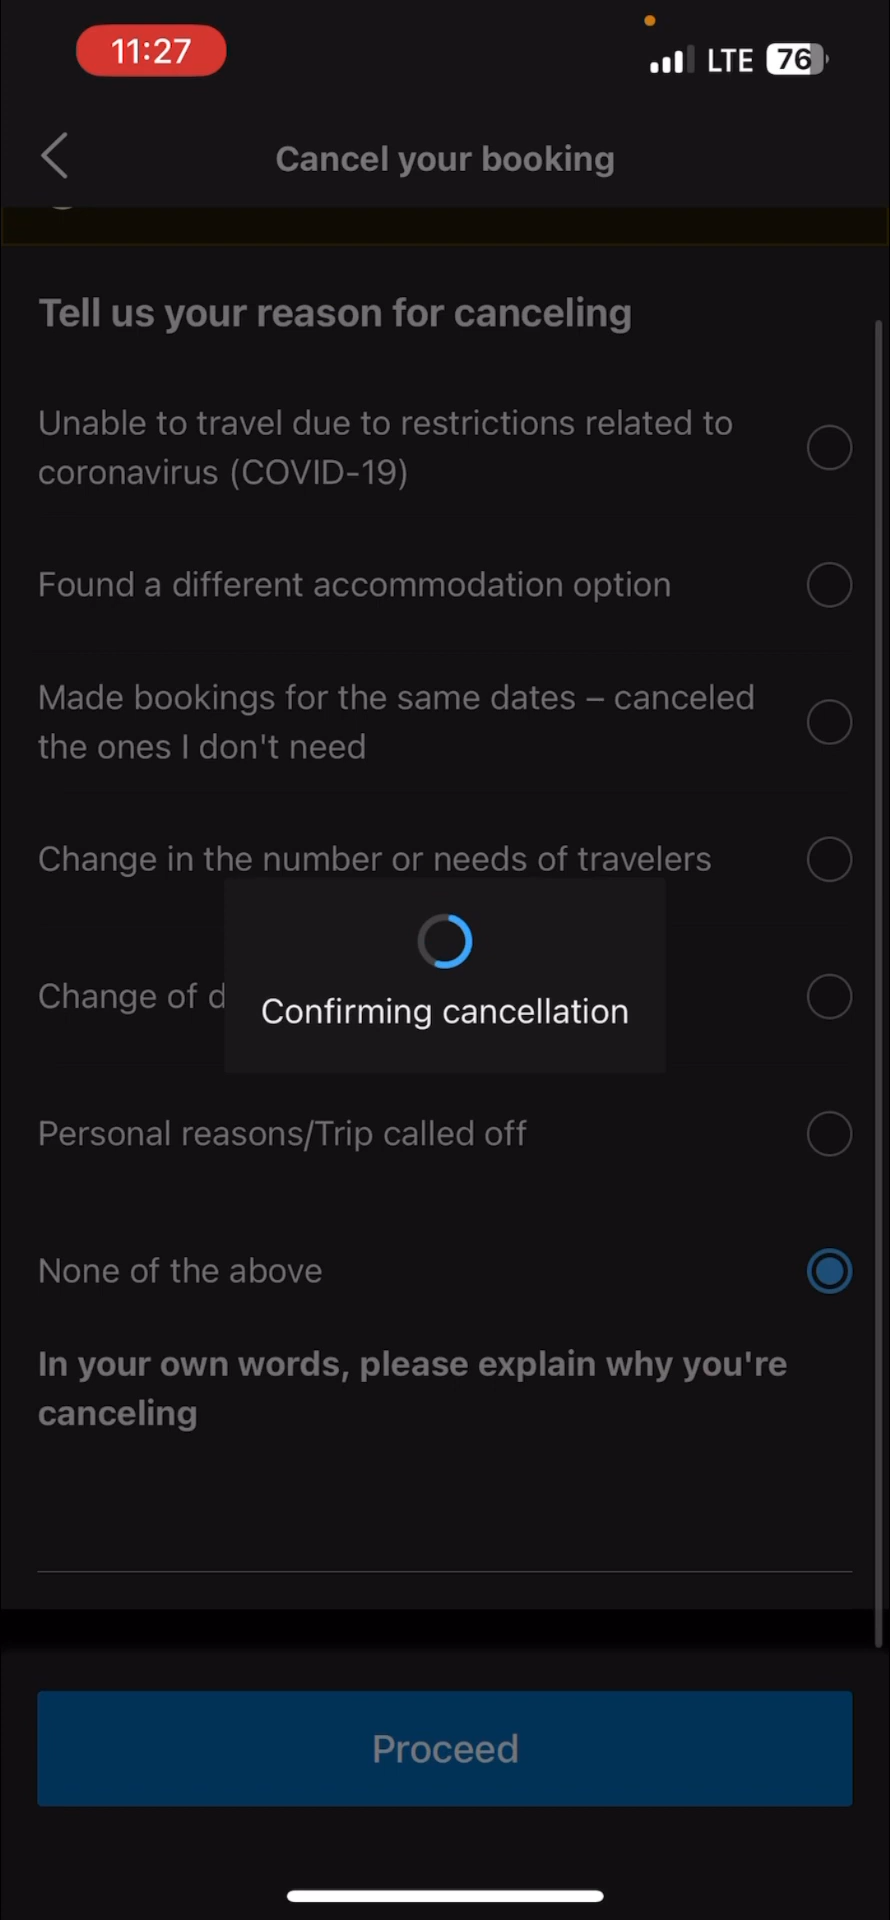 11:27
LTE 76
Cancel your booking
Tell us your reason for canceling
Unable to travel due to restrictions related to
coronavirus (COVID-19)
Found a different accommodation option
Made bookings for the same dates – canceled
the ones I don't need
Change in the number or needs of travelers
Change of
Confirming cancellation
Personal reasons/Trip called off
None of the above
In your own words, please explain why you're
canceling
Proceed